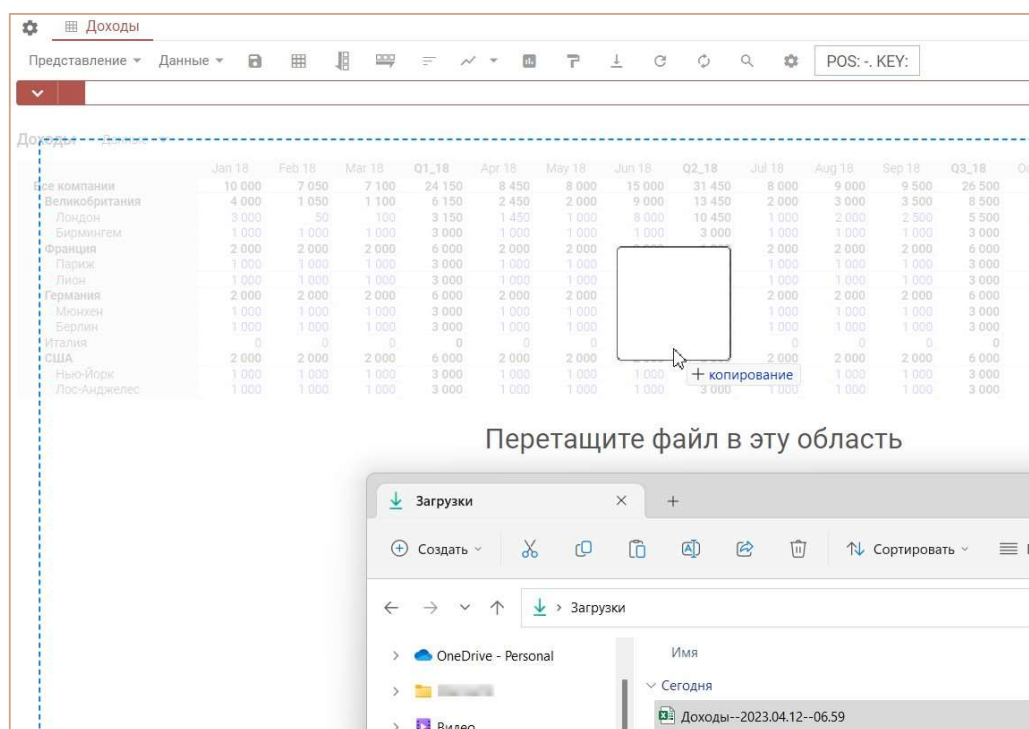 Доходы
Представление Данные POS: -. KEY:
Доходы Данные
Jan 18 Feb 18 Mar 18 Q1_18 Apr 18 May 18 Jun 18 Q2_18 Jul 18 Aug 18 Sep 18 Q3_18
Все компании 10 000 7 050 7 100 24 150 8 450 8 000 15 000 31 450 8 000 9 000 9 500 26 500
Великобритания 4 000 1 050 1 100 6 150 2 450 2 000 9 000 13 450 2 000 3 000 3 500 8 500
Лондон 3 000 50 100 3 150 1 450 1 000 8 000 10 450 1 000 2 000 2 500 5 500
Бирмингем 1 000 1 000 1 000 3 000 1 000 1 000 1 000 3 000 1 000 1 000 1 000 3 000
Франция 2 000 2 000 2 000 6 000 2 000 2 000 2 000 2 000 2 000 6 000
Париж 1 000 1 000 1 000 3 000 1 000 1 000 1 000 1 000 1 000 3 000
Лион 1 000 1 000 1 000 3 000 1 000 1 000 1 000 1 000 1 000 3 000
Германия 2 000 2 000 2 000 6 000 2 000 2 000 2 000 2 000 2 000 6 000
Мюнхен 1 000 1 000 1 000 3 000 1 000 1 000 1 000 1 000 1 000 3 000
Берлин 1 000 1 000 1 000 3 000 1 000 1 000 1 000 1 000 1 000 3 000
Италия 0 0 0 0 0 0 0 0 0 0
США 2 000 2 000 2 000 6 000 2 000 2 000 2 000 2 000 2 000 6 000
Нью-Йорк 1 000 1 000 1 000 3 000 1 000 1 000 1 000 1 000 1 000 3 000
+ копирование
Лос-Анджелес 1 000 1 000 1 000 3 000 1 000 1 000 1 000 3 000 1 000 1 000 1 000 3 000
Перетащите файл в эту область
Загрузки
Создать Сортировать
Загрузки
OneDrive - Personal Имя
Сегодня
Видео Доходы--2023.04.12--06.59